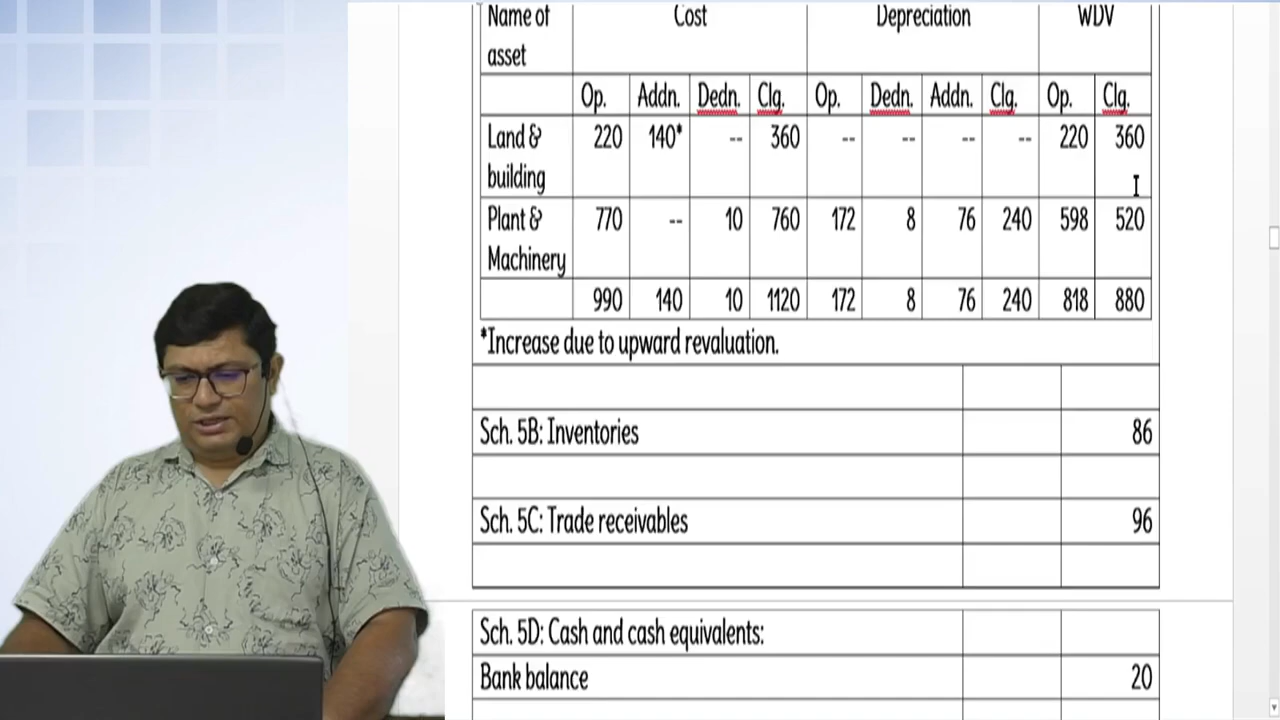 Name of Cost Depreciation WDV
asset
Op. Addn. Dedn. Clg. Op. Dedn. Addn. Clg. Op. Clg.
Land & 220 140* -- 360 -- -- -- -- 220 360
building
Plant & 770 -- 10 760 172 8 76 240 598 520
Machinery
990 140 10 1120 172 8 76 240 818 880
*Increase due to upward revaluation.
Sch. 5B: Inventories 86
Sch. 5C: Trade receivables 96
Sch. 5D: Cash and cash equivalents:
Bank balance 20